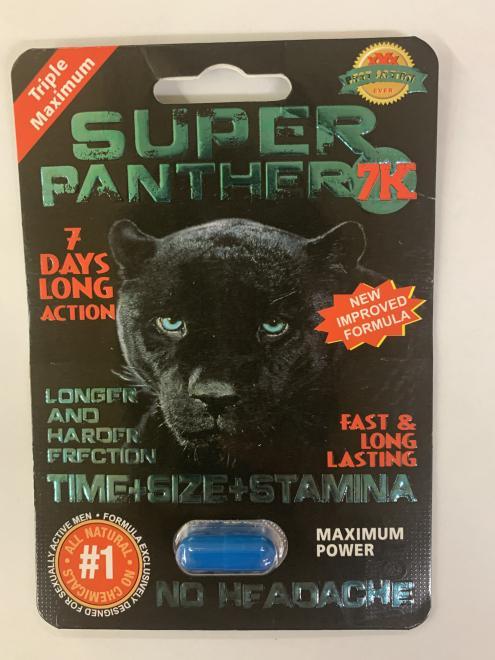 Triple
Maximum
XXX
EVER
SUPER
PANTHER 7K
7
DAYS
LONG
ACTION
NEW
IMPROVED
FORMULA
LONGER
AND
HARDER
ERECTION
FAST &
LONG
LASTING
TIME+SIZE+STAMINA
FORMULA EXCLUSIVELY DESIGNED FOR SEXUALLY ACTIVE MEN •
ALL NATURAL • NO CHEMICALS •
#1
MAXIMUM
POWER
NO HEADACHE